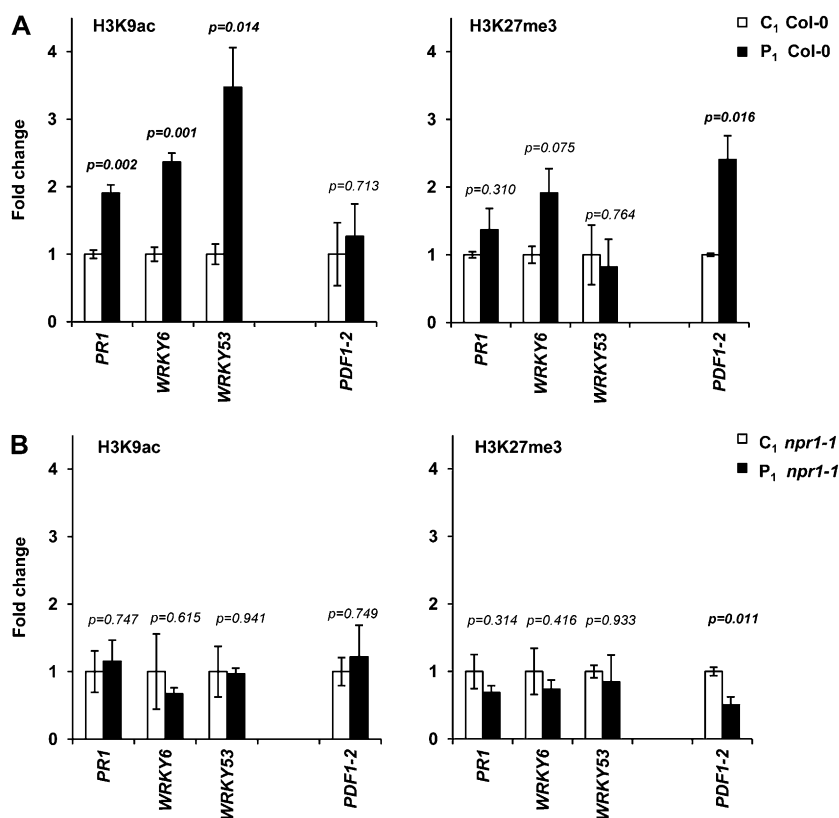 A
H3K9ac
H3K27me3
C₁ Col-0
P₁ Col-0
Fold change
4
3
2
1
0
p=0.002
p=0.001
p=0.014
p=0.713
PR1
WRKY6
WRKY53
PDF1-2
4
3
2
1
0
p=0.310
p=0.075
p=0.764
p=0.016
PR1
WRKY6
WRKY53
PDF1-2
B
H3K9ac
H3K27me3
C₁ npr1-1
P₁ npr1-1
Fold change
4
3
2
1
0
p=0.747
p=0.615
p=0.941
p=0.749
PR1
WRKY6
WRKY53
PDF1-2
4
3
2
1
0
p=0.314
p=0.416
p=0.933
p=0.011
PR1
WRKY6
WRKY53
PDF1-2